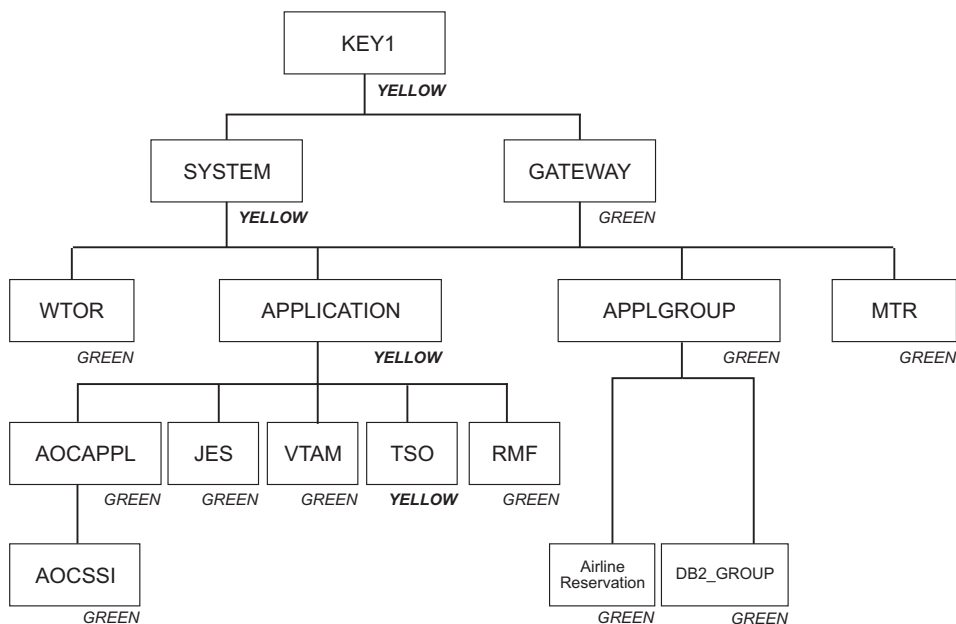 KEY1
YELLOW
SYSTEM
GATEWAY
YELLOW
GREEN
WTOR
APPLICATION
APPLGROUP
MTR
GREEN
YELLOW
GREEN
GREEN
AOCAPPL
JES
VTAM
TSO
RMF
GREEN
GREEN
GREEN
YELLOW
GREEN
AOCSSI
Airline
Reservation
DB2_GROUP
GREEN
GREEN
GREEN